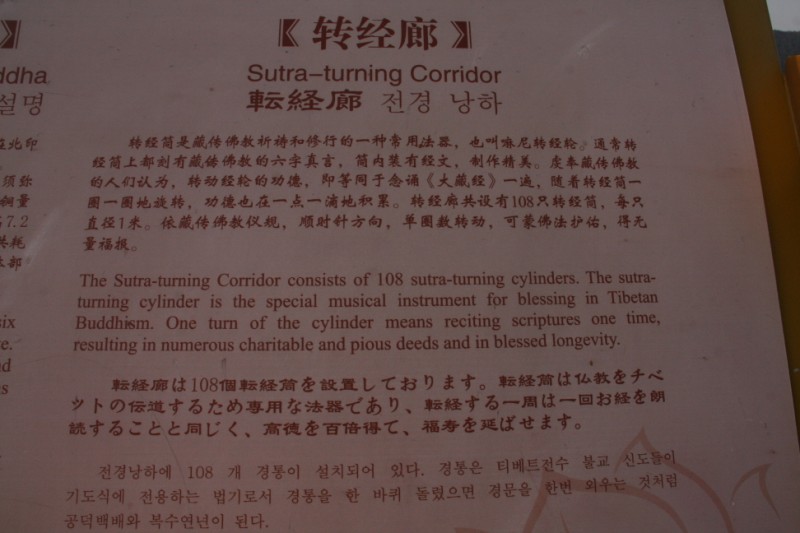 【转经廊】
Sutra-turning Corridor
転経廊 전경 낭하
转经筒是藏传佛教祈祷和修行的一种常用法器，也叫嘛尼转经轮。通常转
经筒上都刻有藏传佛教的六字真言，筒内装有经文，制作精美。虔奉藏传佛教
的人们认为，转动经轮的功德，即等同于念诵《大藏经》一遍，随着转经筒一
圈一圈地旋转，功德也在一点一滴地积累。转经廊共设有108只转经筒，每只
直径1米。依藏传佛教仪规，顺时针方向，单圈数转动，可蒙佛法护佑，得无
量福报。
The Sutra-turning Corridor consists of 108 sutra-turning cylinders. The sutra-
turning cylinder is the special musical instrument for blessing in Tibetan
Buddhism. One turn of the cylinder means reciting scriptures one time,
resulting in numerous charitable and pious deeds and in blessed longevity.
転経廊は108個転経筒を設置しております。転経筒は仏教をチベ
ットの伝道するため専用な法器であり、転経する一周は一回お経を朗
読することと同じく、高徳を百倍得て、福寿を延ばせます。
전경낭하에 108 개 경통이 설치되어 있다. 경통은 티베트전수 불교 신도들이
기도식에 전용하는 법기로서 경통을 한 바퀴 돌렸으면 경문을 한번 외우는 것처럼
공덕백배와 복수연년이 된다.
】
ddha
설명
在北印
须弥
铜量
7.2
共耗
six